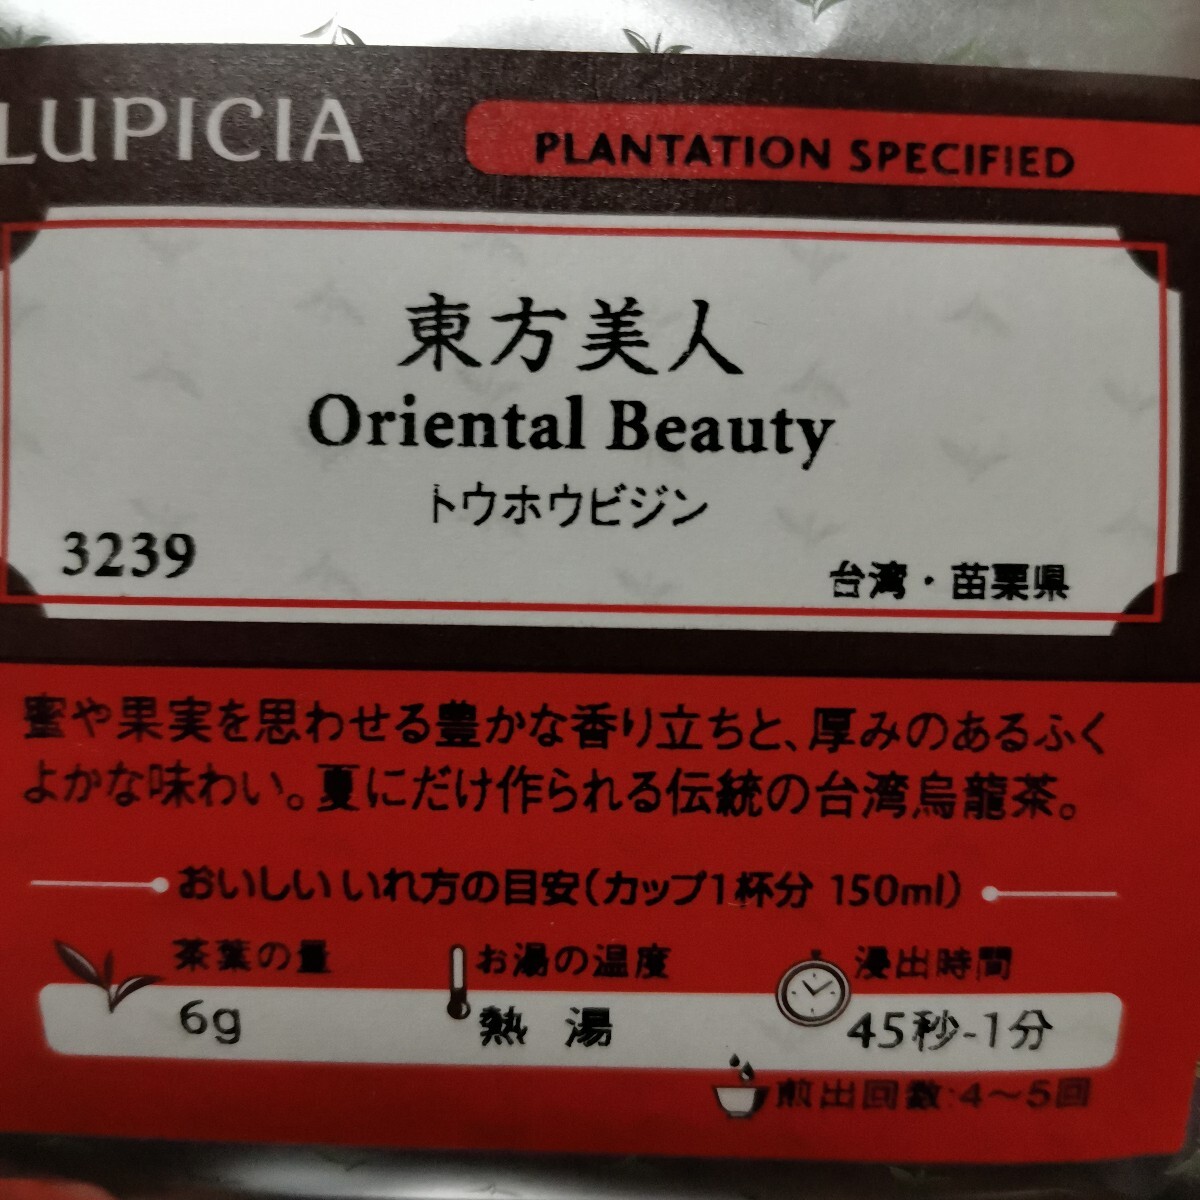 LUPICIA
PLANTATION SPECIFIED
東方美人
Oriental Beauty
トウホウビジン
3239
台湾・苗栗県
蜜や果実を思わせる豊かな香り立ちと、厚みのあるふく
よかな味わい。夏にだけ作られる伝統の台湾烏龍茶。
おいしいいれ方の目安(カップ1杯分 150ml)
茶葉の量
6g
お湯の温度
熱 湯
浸出時間
45秒-1分
煎出回数:4～5回